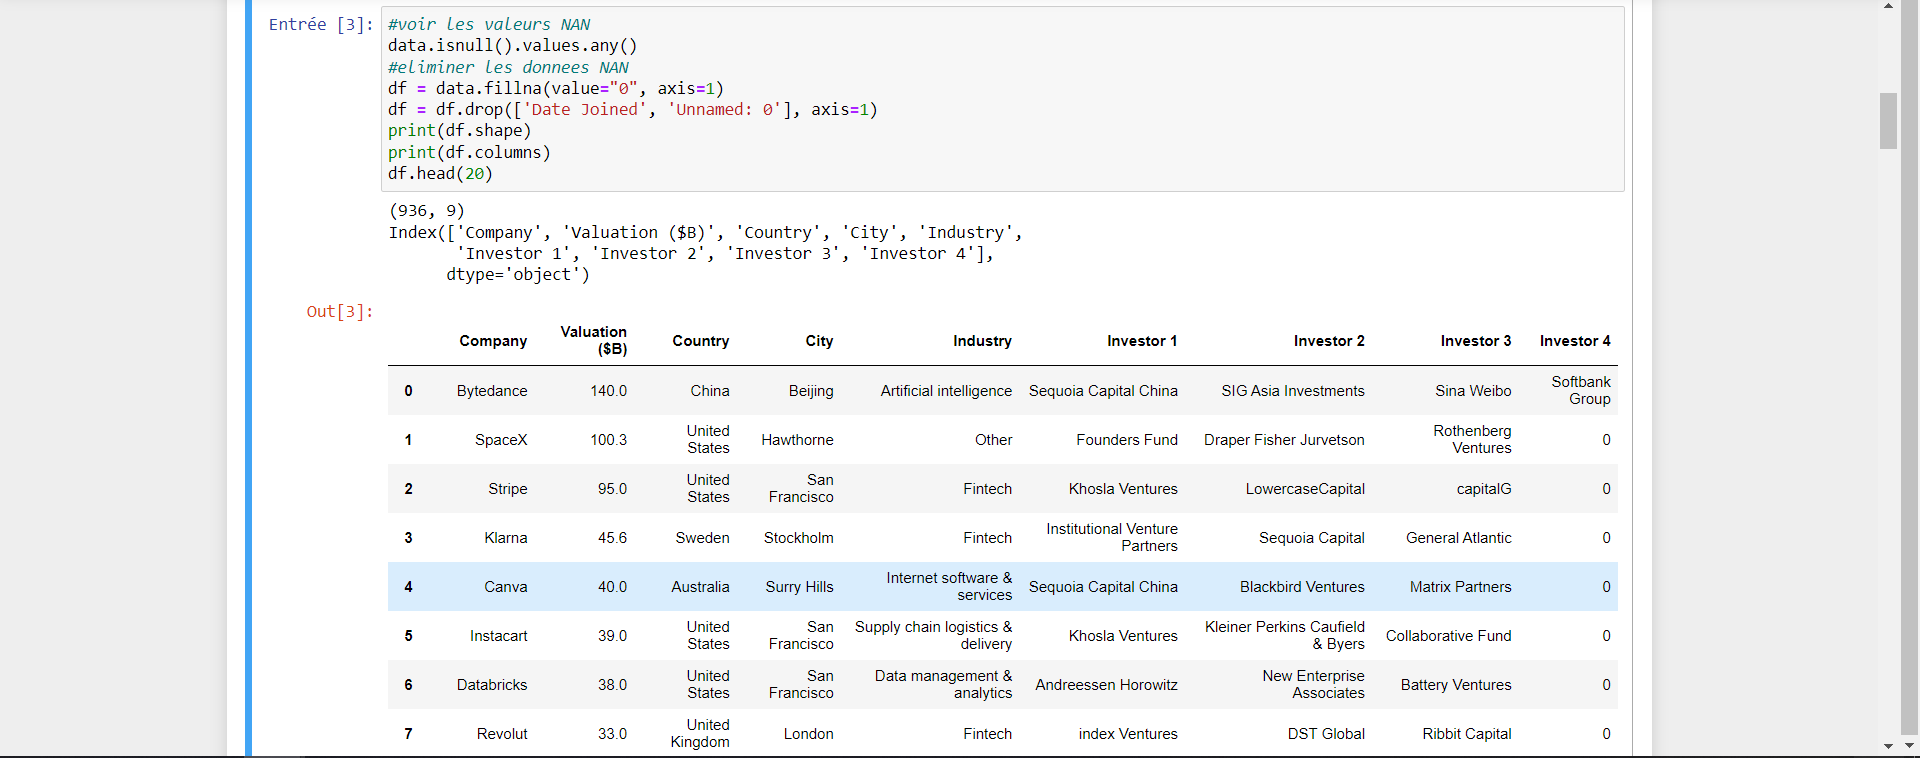 Entrée [3]: #voir les valeurs NAN
data.isnull().values.any()
#eliminer les donnees NAN
df = data.fillna(value="0", axis=1)
df = df.drop(['Date Joined', 'Unnamed: 0'], axis=1)
print(df.shape)
print(df.columns)
df.head(20)
(936, 9)
Index(['Company', 'Valuation ($B)', 'Country', 'City', 'Industry',
'Investor 1', 'Investor 2', 'Investor 3', 'Investor 4'],
dtype='object')
Out[3]:
Company Valuation ($B) Country City Industry Investor 1 Investor 2 Investor 3 Investor 4
0 Bytedance 140.0 China Beijing Artificial intelligence Sequoia Capital China SIG Asia Investments Sina Weibo Softbank Group
1 SpaceX 100.3 United States Hawthorne Other Founders Fund Draper Fisher Jurvetson Rothenberg Ventures 0
2 Stripe 95.0 United States San Francisco Fintech Khosla Ventures LowercaseCapital capitalG 0
3 Klarna 45.6 Sweden Stockholm Fintech Institutional Venture Partners Sequoia Capital General Atlantic 0
4 Canva 40.0 Australia Surry Hills Internet software & services Sequoia Capital China Blackbird Ventures Matrix Partners 0
5 Instacart 39.0 United States San Francisco Supply chain logistics & delivery Khosla Ventures Kleiner Perkins Caufield & Byers Collaborative Fund 0
6 Databricks 38.0 United States San Francisco Data management & analytics Andreessen Horowitz New Enterprise Associates Battery Ventures 0
7 Revolut 33.0 United Kingdom London Fintech index Ventures DST Global Ribbit Capital 0